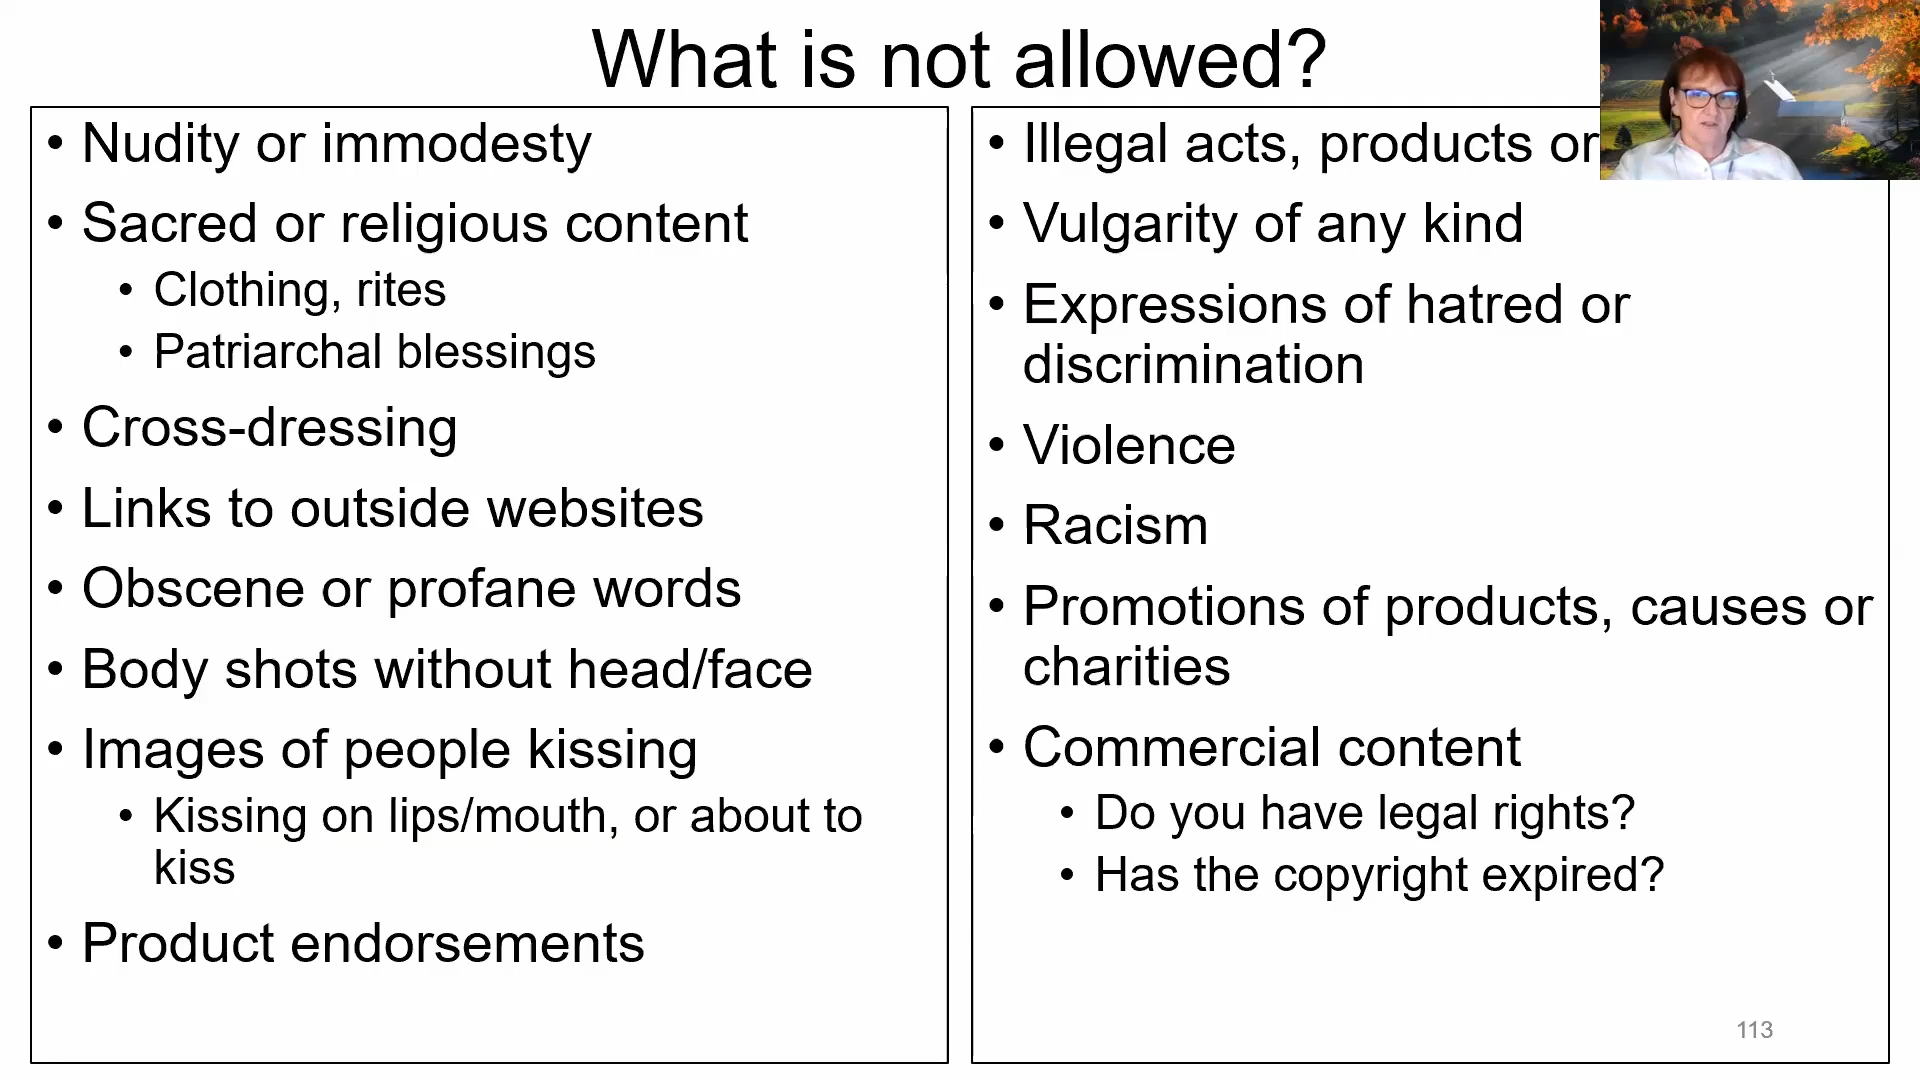 What is not allowed?
• Nudity or immodesty
• Sacred or religious content
• Clothing, rites
• Patriarchal blessings
• Cross-dressing
• Links to outside websites
• Obscene or profane words
• Body shots without head/face
• Images of people kissing
• Kissing on lips/mouth, or about to
kiss
• Product endorsements
• Illegal acts, products or
• Vulgarity of any kind
• Expressions of hatred or
discrimination
• Violence
• Racism
• Promotions of products, causes or
charities
• Commercial content
• Do you have legal rights?
• Has the copyright expired?
113